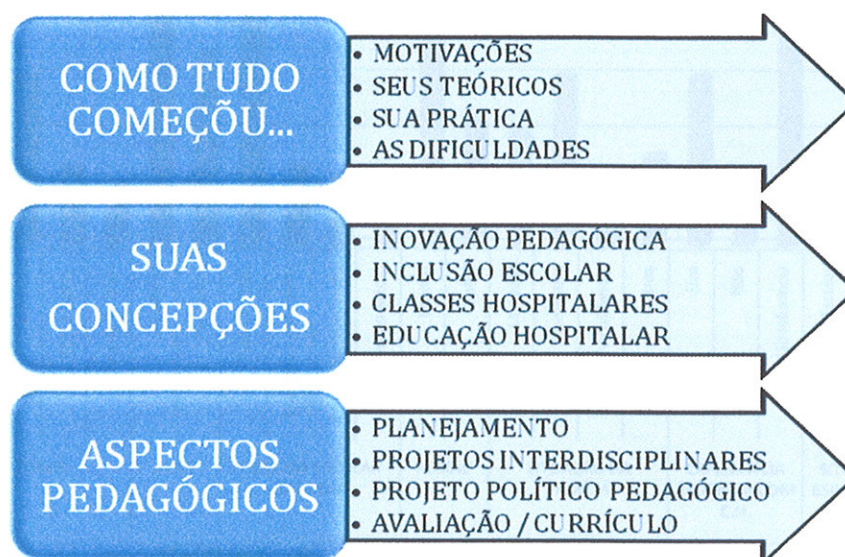 COMO TUDO
COMEÇÕU...
• MOTIVAÇÕES
• SEUS TEÓRICOS
• SUA PRÁTICA
• AS DIFICULDADES
SUAS
CONCEPÇÕES
• INOVAÇÃO PEDAGÓGICA
• INCLUSÃO ESCOLAR
• CLASSES HOSPITALARES
• EDUCAÇÃO HOSPITALAR
ASPECTOS
PEDAGÓGICOS
• PLANEJAMENTO
• PROJETOS INTERDISCIPLINARES
• PROJETO POLÍTICO PEDAGÓGICO
• AVALIAÇÃO / CURRÍCULO